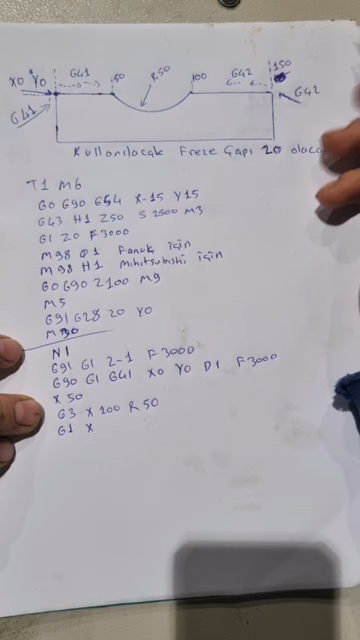 X0 Y0 G41 50 R50 100 G42 150
G41 G42
Kullanılacak Freze Çapı 20 olacak
T1 M6
G0 G90 G54 X-15 Y15
G43 H1 Z50 S2500 M3
G1 Z0 F3000
M98 Q1 Fanuk için
M98 H1 Mihitsubishi için
G0 G90 Z100 M9
M5
G91 G28 Z0 Y0
M30
N1
G91 G1 Z-1 F3000
G90 G1 G41 X0 Y0 D1 F3000
X50
G3 X100 R50
G1 X